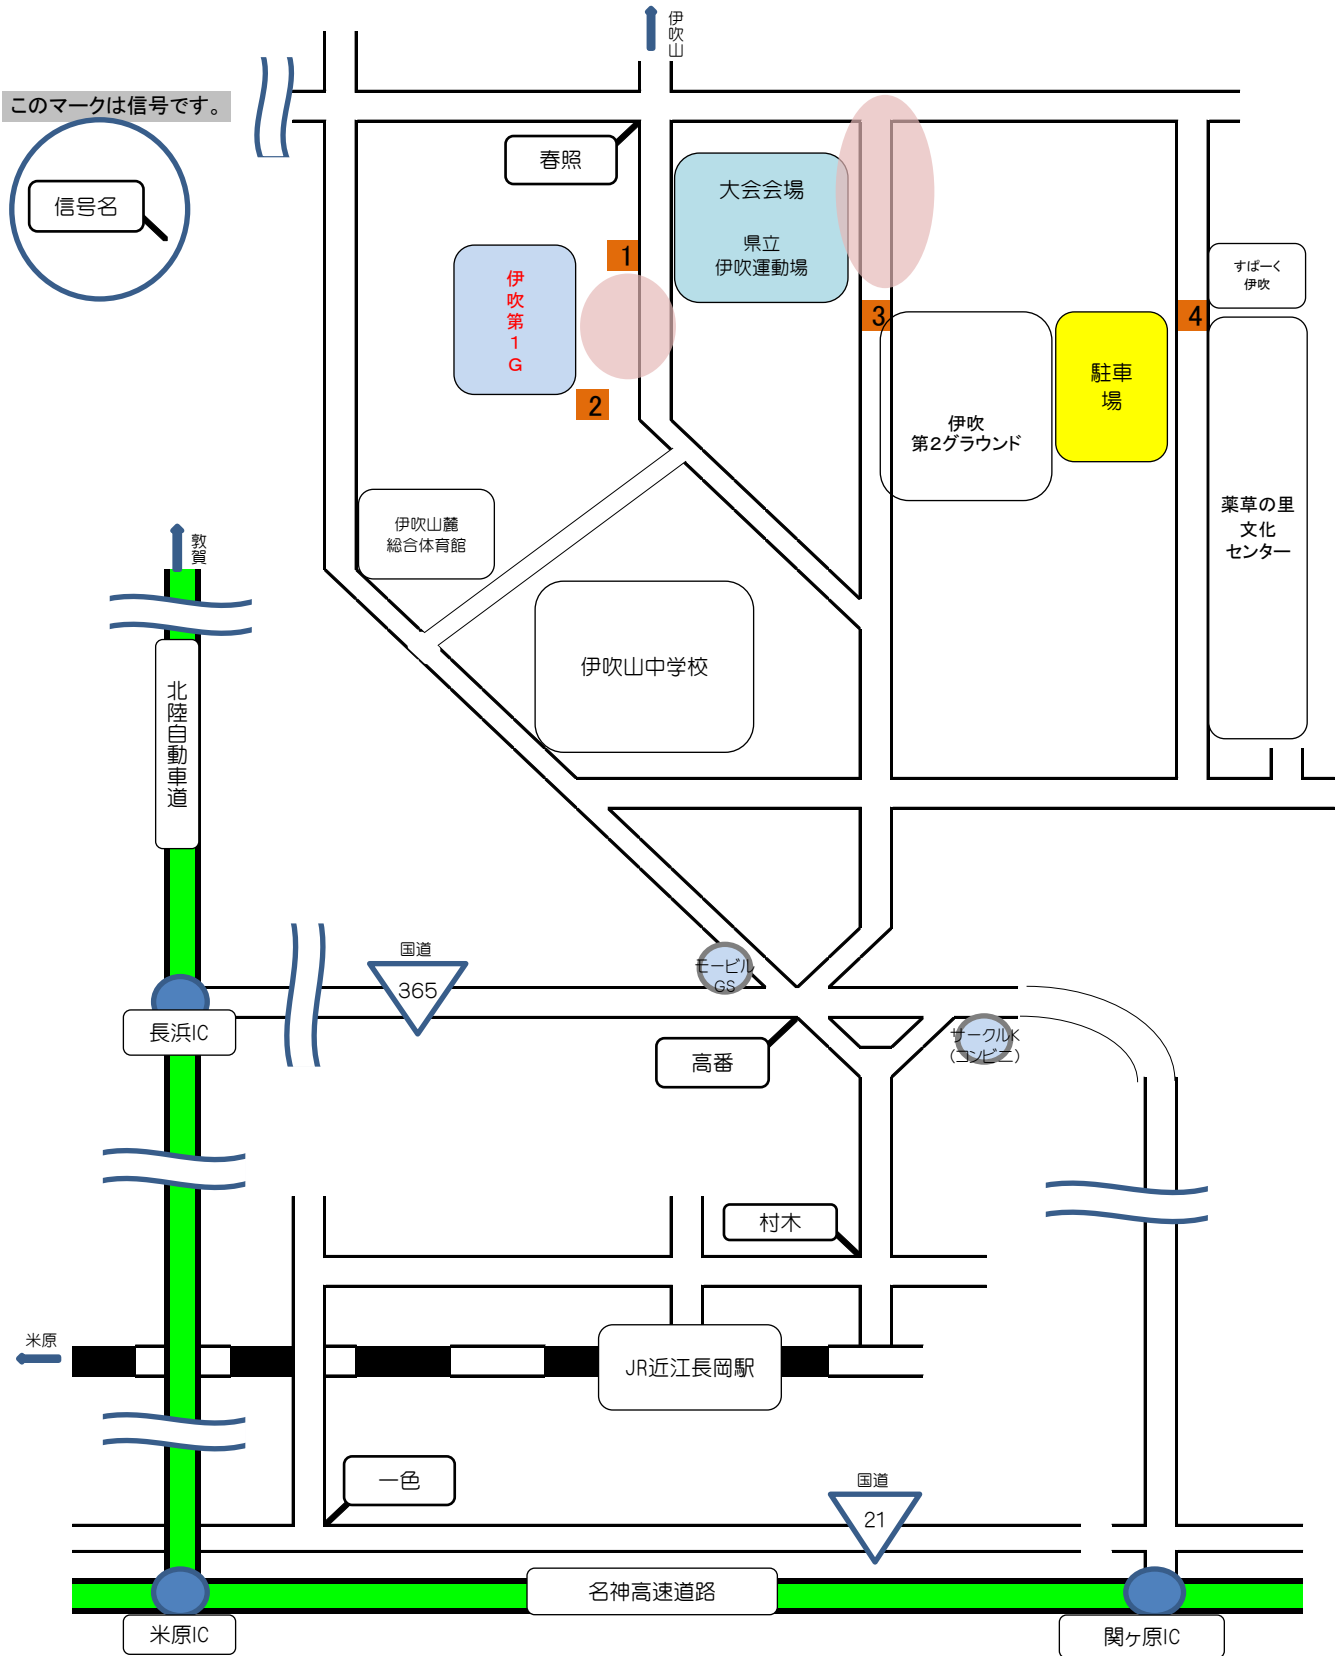 伊吹山
このマークは信号です。
信号名
春照
大会会場
県立
伊吹運動場
1
伊吹第1G
2
3
4
すぱーく
伊吹
駐車
場
伊吹
第2グラウンド
薬草の里
文化
センター
伊吹山麓
総合体育館
敦賀
伊吹山中学校
北陸自動車道
国道
365
モービル
GS
長浜IC
高番
サークルK
(コンビニ)
村木
米原
JR近江長岡駅
一色
国道
21
名神高速道路
米原IC
関ヶ原IC